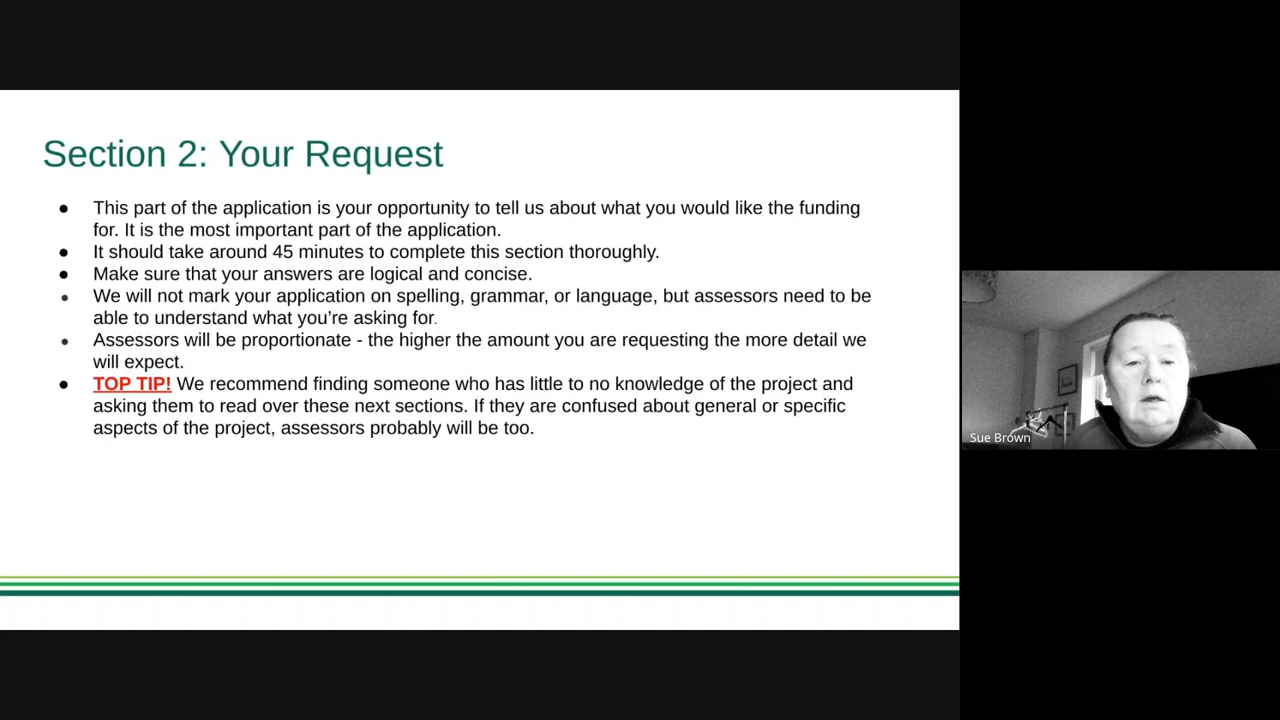 Section 2: Your Request
● This part of the application is your opportunity to tell us about what you would like the funding
for. It is the most important part of the application.
● It should take around 45 minutes to complete this section thoroughly.
● Make sure that your answers are logical and concise.
● We will not mark your application on spelling, grammar, or language, but assessors need to be
able to understand what you’re asking for.
● Assessors will be proportionate - the higher the amount you are requesting the more detail we
will expect.
● TOP TIP! We recommend finding someone who has little to no knowledge of the project and
asking them to read over these next sections. If they are confused about general or specific
aspects of the project, assessors probably will be too.
Sue Brown